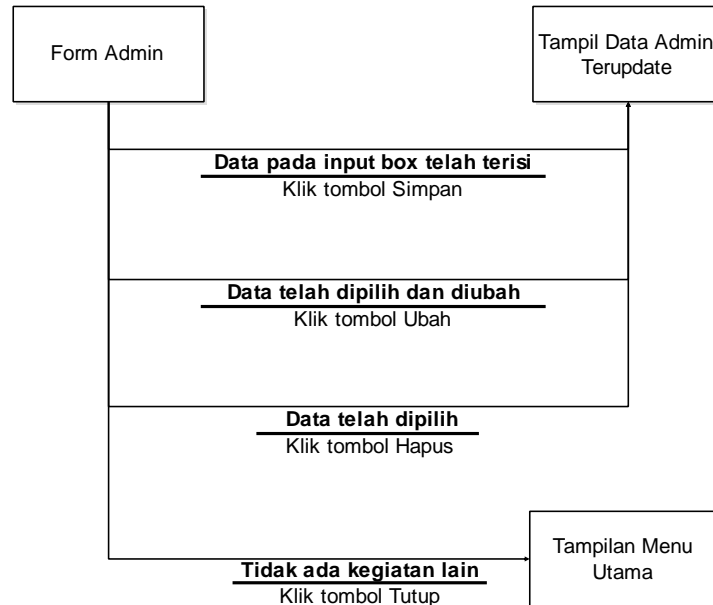 Form Admin
Tampil Data Admin
Terupdate
Data pada input box telah terisi
Klik tombol Simpan
Data telah dipilih dan diubah
Klik tombol Ubah
Data telah dipilih
Klik tombol Hapus
Tidak ada kegiatan lain
Klik tombol Tutup
Tampilan Menu
Utama